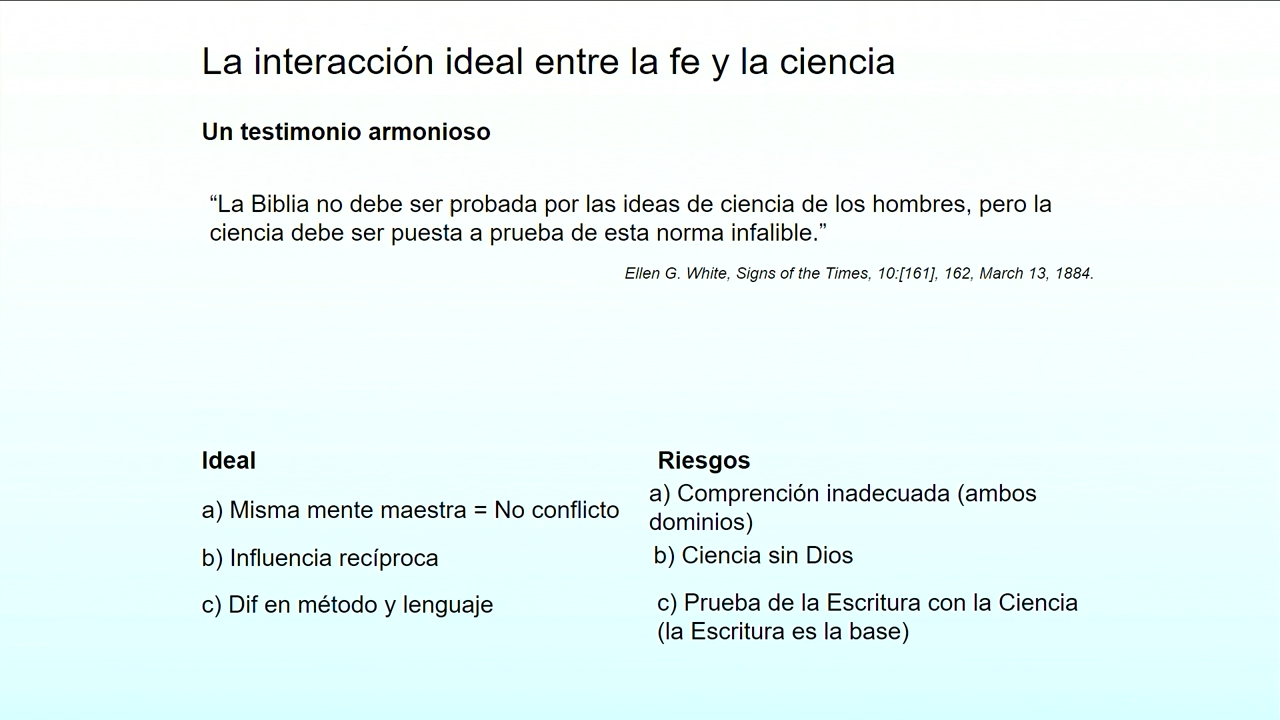 La interacción ideal entre la fe y la ciencia
Un testimonio armonioso
“La Biblia no debe ser probada por las ideas de ciencia de los hombres, pero la
ciencia debe ser puesta a prueba de esta norma infalible.”
Ellen G. White, Signs of the Times, 10:[161], 162, March 13, 1884.
Ideal
a) Misma mente maestra = No conflicto
b) Influencia recíproca
c) Dif en método y lenguaje
Riesgos
a) Comprención inadecuada (ambos
dominios)
b) Ciencia sin Dios
c) Prueba de la Escritura con la Ciencia
(la Escritura es la base)